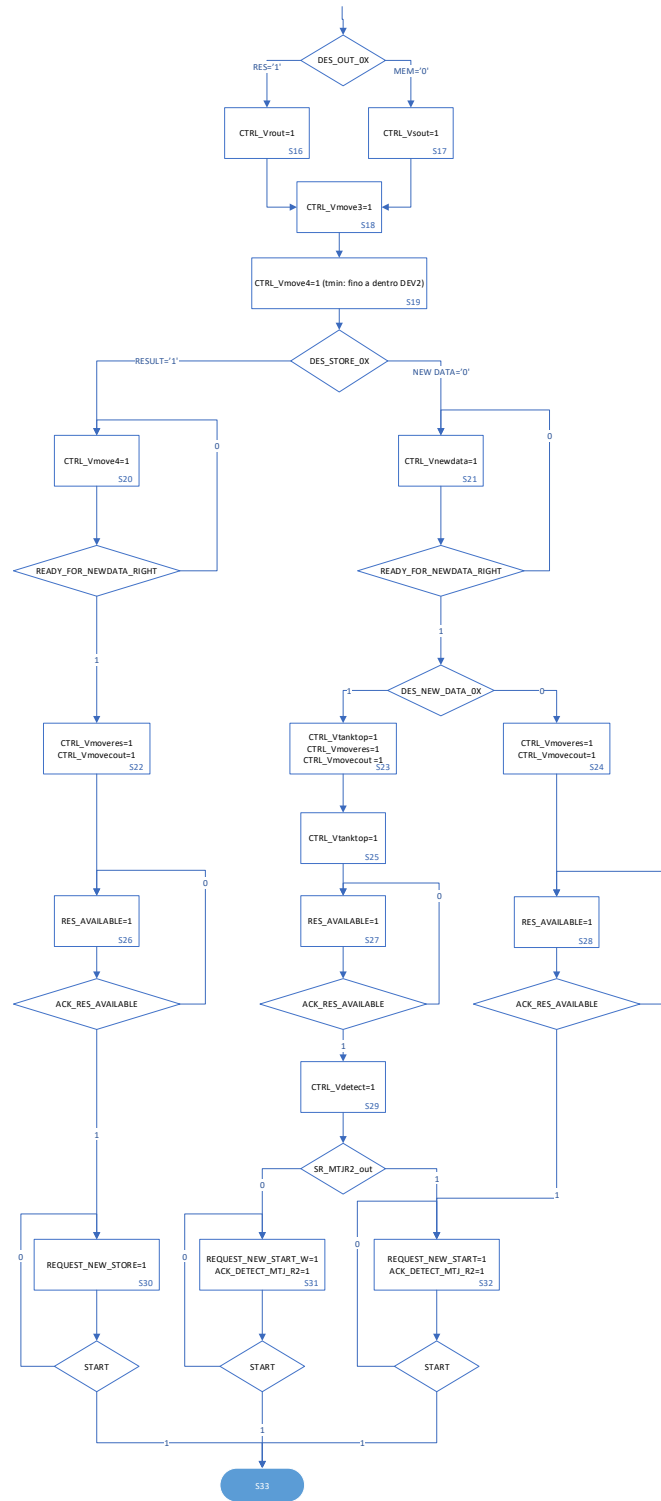 DES_OUT_0X
RES='1'
MEM='0'
CTRL_Vrout=1
S16
CTRL_Vsout=1
S17
CTRL_Vmove3=1
S18
CTRL_Vmove4=1 (tmin: fino a dentro DEV2)
S19
DES_STORE_0X
RESULT='1'
NEW DATA='0'
0
0
CTRL_Vmove4=1
S20
CTRL_Vnewdata=1
S21
READY_FOR_NEWDATA_RIGHT
READY_FOR_NEWDATA_RIGHT
1
1
DES_NEW_DATA_0X
1
0
CTRL_Vmoveres=1
CTRL_Vmovecout=1
S22
CTRL_Vtanktop=1
CTRL_Vmoveres=1
CTRL_Vmovecout =1
S23
CTRL_Vmoveres=1
CTRL_Vmovecout=1
S24
CTRL_Vtanktop=1
S25
0
0
RES_AVAILABLE=1
S26
RES_AVAILABLE=1
S27
RES_AVAILABLE=1
S28
ACK_RES_AVAILABLE
ACK_RES_AVAILABLE
ACK_RES_AVAILABLE
1
CTRL_Vdetect=1
S29
1
SR_MTJR2_out
0
1
1
0
0
0
REQUEST_NEW_STORE=1
S30
REQUEST_NEW_START_W=1
ACK_DETECT_MTJ_R2=1
S31
REQUEST_NEW_START=1
ACK_DETECT_MTJ_R2=1
S32
START
START
START
1
1
1
S33